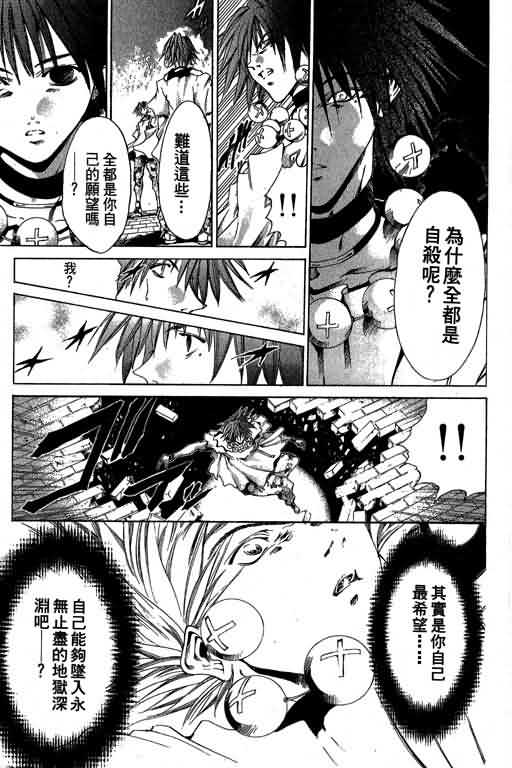 為什麼全都是
自殺呢？
！！
難道這些…
全都是你自
己的願望嗎
——？
我？
！！
其實是你自己
最希望……
自己能夠墜入永
無止盡的地獄深
淵吧——？